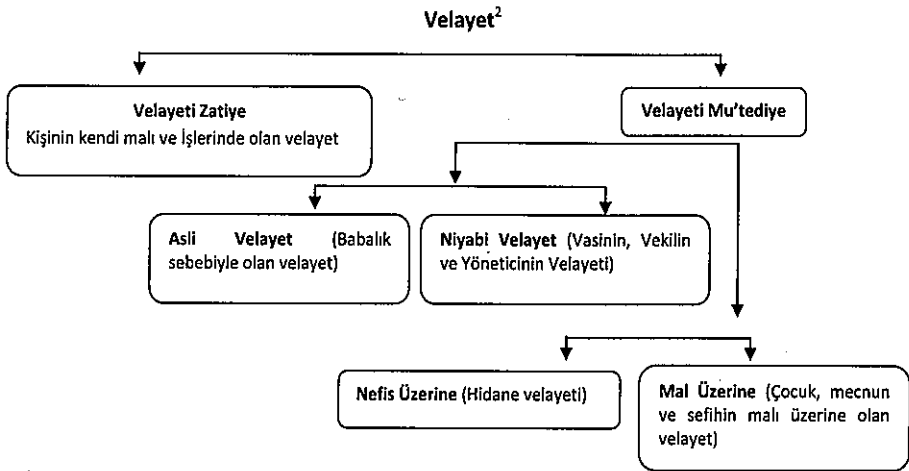 Velayet²
Velayeti Zatiye
Kişinin kendi malı ve İşlerinde olan velayet
Velayeti Mu'tediye
Asli Velayet (Babalık
sebebiyle olan velayet)
Niyabi Velayet (Vasinin, Vekilin
ve Yöneticinin Velayeti)
Nefis Üzerine (Hidane velayeti)
Mal Üzerine (Çocuk, mecnun
ve sefihin malı üzerine olan
velayet)